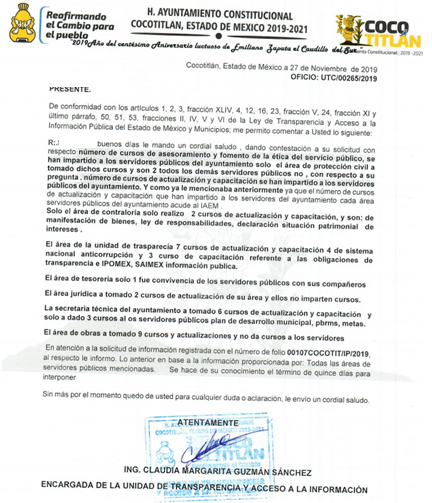 Reafirmando
el Cambio para
el pueblo
H. AYUNTAMIENTO CONSTITUCIONAL
COCOTITLÁN, ESTADO DE MEXICO 2019-2021
COCO
TITLÁN
"2019 Año del centésimo Aniversario luctuoso de Emiliano Zapata el Caudillo del Sur"
Constitucional, 2019 -2021
Cocotitlán, Estado de México a 27 de Noviembre de 2019
OFICIO: UTC/00265/2019
PRESENTE.
De conformidad con los artículos 1, 2, 3, fracción XLIV, 4, 12, 16, 23, fracción V, 24, fracción XI y
último párrafo, 50, 51, 53, fracciones II, IV, V y VI de la Ley de Transparencia y Acceso a la
Información Pública del Estado de México y Municipios; me permito comentar a Usted lo siguiente:
R:.l buenos días le mando un cordial saludo , dando contestación a su solicitud con
respecto número de cursos de asesoramiento y fomento de la ética del servicio público, se
han impartido a los servidores públicos del ayuntamiento solo el área de protección civil a
tomado dichos cursos y son 2 todos los demás servidores públicos no , con respecto a su
pregunta . número de cursos de actualización y capacitación se han impartido a los servidores
públicos del ayuntamiento. Y como ya le mencionaba anteriormente ya que el número de cursos
de actualización y capacitación que han impartido a los servidores del ayuntamiento cada área
servidores públicos del ayuntamiento acude al IAEM .
Solo el área de contraloría solo realizo 2 cursos de actualización y capacitación, y son: de
manifestación de bienes, ley de responsabilidades, declaración situación patrimonial de
intereses .
El área de la unidad de trasparecia 7 cursos de actualización y capacitación 4 de sistema
nacional anticorrupción y 3 curso de capacitación referente a las obligaciones de
transparencia e IPOMEX, SAIMEX información publica.
El área de tesoreria solo 1 fue convivencia de los servidores públicos con sus compañeros
El área jurídica a tomado 2 cursos de actualización de su área y ellos no imparten cursos.
La secretaria técnica del ayuntamiento a tomado 6 cursos de actualización y capacitación y
solo a dado 3 cursos al os servidores públicos plan de desarrollo municipal, pbrms, metas.
El área de obras a tomado 9 cursos y actualizaciones y no da cursos a los servidores
En atención a la solicitud de información registrada con el número de folio 00107COCOTIT/IP/2019,
al respecto le informo. Lo anterior en base a la información proporcionada por: Todas las áreas de
servidores públicos mencionadas. Se hace de su conocimiento el término de quince días para
interponer
Sin más por el momento quedo de usted para cualquier duda o aclaración, le envío un cordial saludo.
ATENTAMENTE
ING. CLAUDIA MARGARITA GUZMÁN SÁNCHEZ
ENCARGADA DE LA UNIDAD DE TRANSPARENCIA Y ACCESO A LA INFORMACIÓN